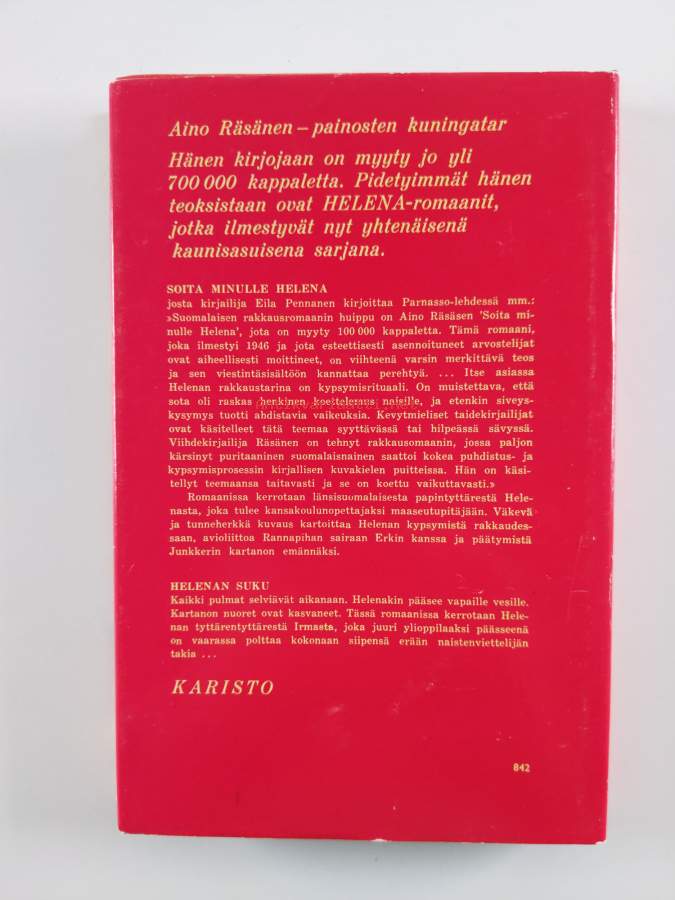 Aino Räsänen – painosten kuningatar
Hänen kirjojaan on myyty jo yli
700 000 kappaletta. Pidetyimmät hänen
teoksistaan ovat HELENA-romaanit,
jotka ilmestyvät nyt yhtenäisenä
kaunisasuisena sarjana.
SOITA MINULLE HELENA
josta kirjailija Eila Pennanen kirjoittaa Parnasso-lehdessä mm.:
»Suomalaisen rakkausromaanin huippu on Aino Räsäsen 'Soita mi-
nulle Helena', jota on myyty 100 000 kappaletta. Tämä romaani,
joka ilmestyi 1946 ja jota esteettisesti asennoituneet arvostelijat
ovat aiheellisesti moittineet, on viihteenä varsin merkittävä teos
ja sen viestintäsisältöön kannattaa perehtyä. ... Itse asiassa
Helenan rakkaustarina on kypsymisrituaali. On muistettava, että
sota oli raskas henkinen koettelemus naisille, ja etenkin siveys-
kysymys tuotti ahdistavia vaikeuksia. Kevytmieliset taidekirjailijat
ovat käsitelleet tätä teemaa syyttävässä tai hilpeässä sävyssä.
Viihdekirjailija Räsänen on tehnyt rakkausomaanin, jossa paljon
kärsinyt puritaaninen suomalaisnainen saattoi kokea puhdistus- ja
kypsymisprosessin kirjallisen kuvakielen puitteissa. Hän on käsi-
tellyt teemaansa taitavasti ja se on koettu vaikuttavasti.»
Romaanissa kerrotaan länsisuomalaisesta papintyttärestä Hele-
nasta, joka tulee kansakoulunopettajaksi maaseutupitäjään. Väkevä
ja tunneherkkä kuvaus kartoittaa Helenan kypsymistä rakkaudes-
saan, avioliittoa Rannapihan sairaan Erkin kanssa ja päätymistä
Junkkerin kartanon emännäksi.
HELENAN SUKU
Kaikki pulmat selviävät aikanaan. Helenakin pääsee vapaille vesille.
Kartanon nuoret ovat kasvaneet. Tässä romaanissa kerrotaan Hele-
nan tyttärentyttärestä Irmasta, joka juuri ylioppilaaksi päässeenä
on vaarassa polttaa kokonaan siipensä erään naistenviettelijän
takia ...
KARISTO
842